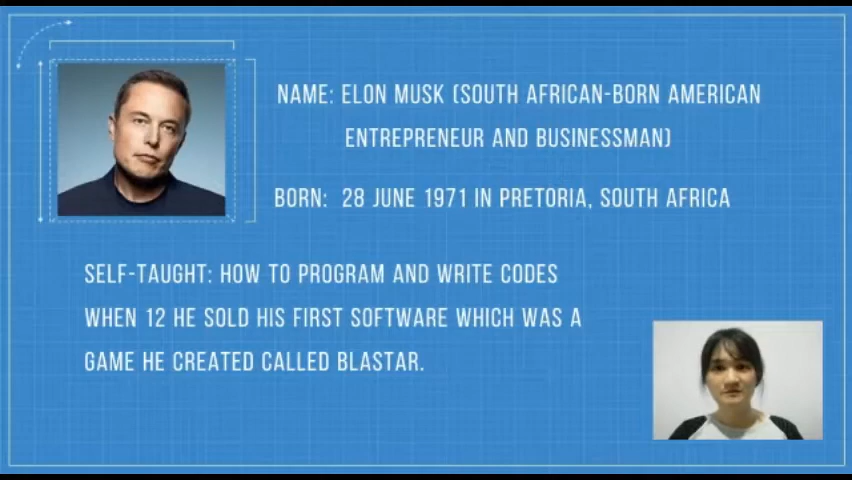 NAME: ELON MUSK (SOUTH AFRICAN-BORN AMERICAN
ENTREPRENEUR AND BUSINESSMAN)
BORN: 28 JUNE 1971 IN PRETORIA, SOUTH AFRICA
SELF-TAUGHT: HOW TO PROGRAM AND WRITE CODES
WHEN 12 HE SOLD HIS FIRST SOFTWARE WHICH WAS A
GAME HE CREATED CALLED BLASTAR.